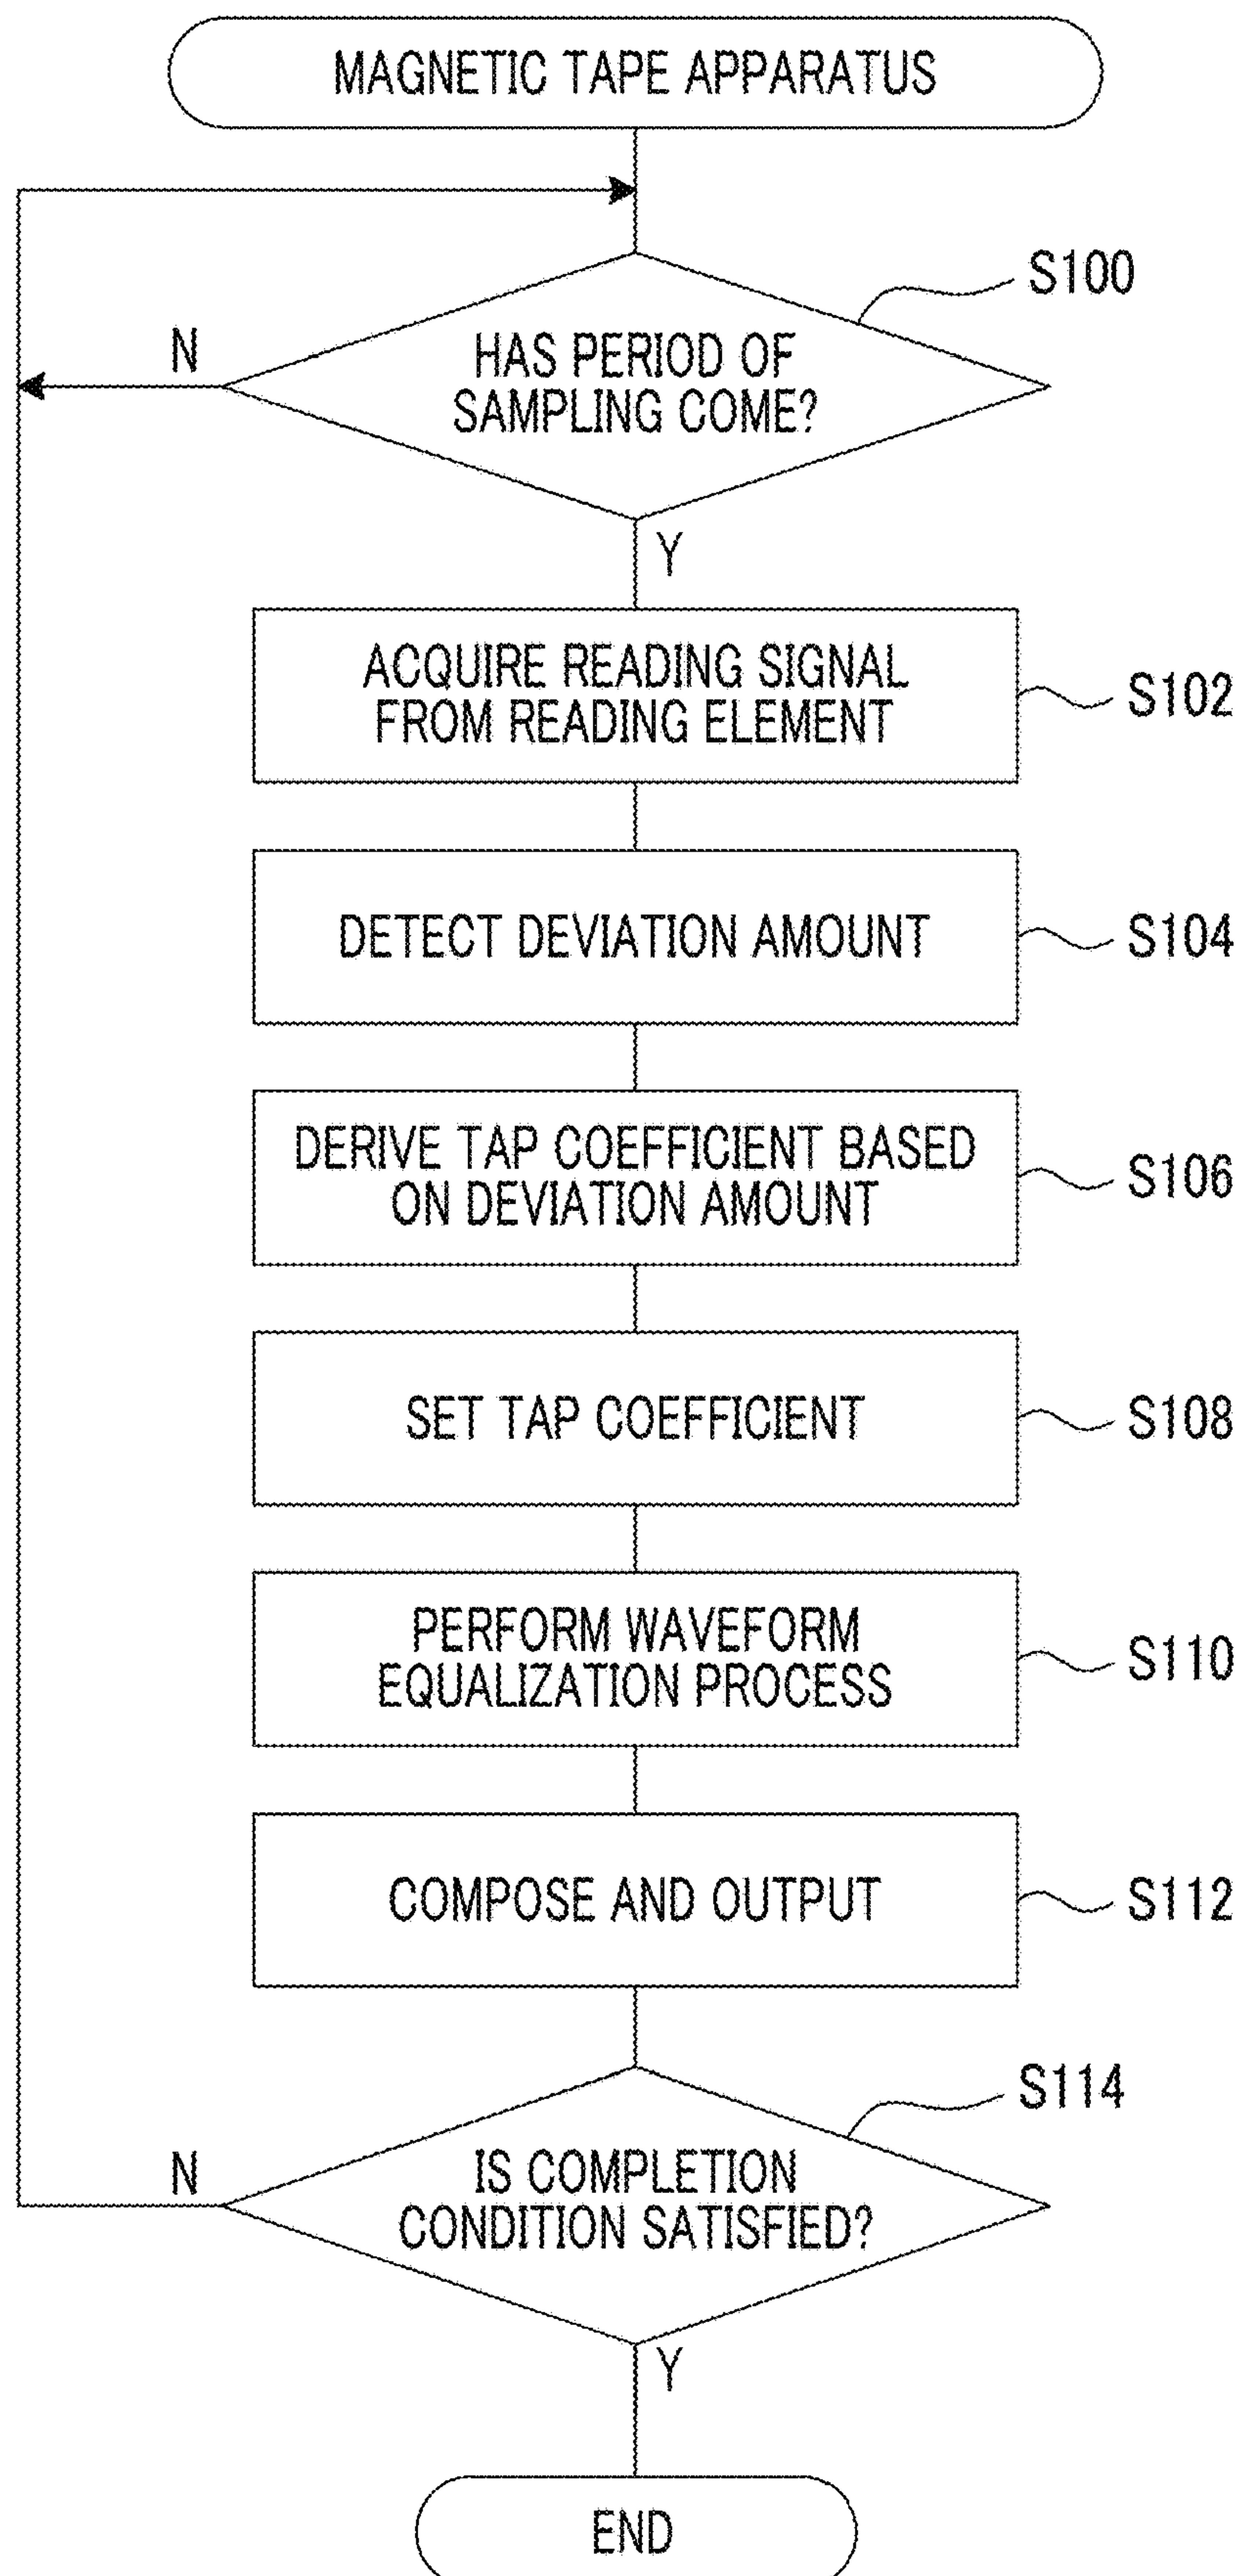 MAGNETIC TAPE APPARATUS
S100
N
HAS PERIOD OF
SAMPLING COME?
Y
ACQUIRE READING SIGNAL
FROM READING ELEMENT
S102
DETECT DEVIATION AMOUNT
S104
DERIVE TAP COEFFICIENT BASED
ON DEVIATION AMOUNT
S106
SET TAP COEFFICIENT
S108
PERFORM WAVEFORM
EQUALIZATION PROCESS
S110
COMPOSE AND OUTPUT
S112
S114
N
IS COMPLETION
CONDITION SATISFIED?
Y
END